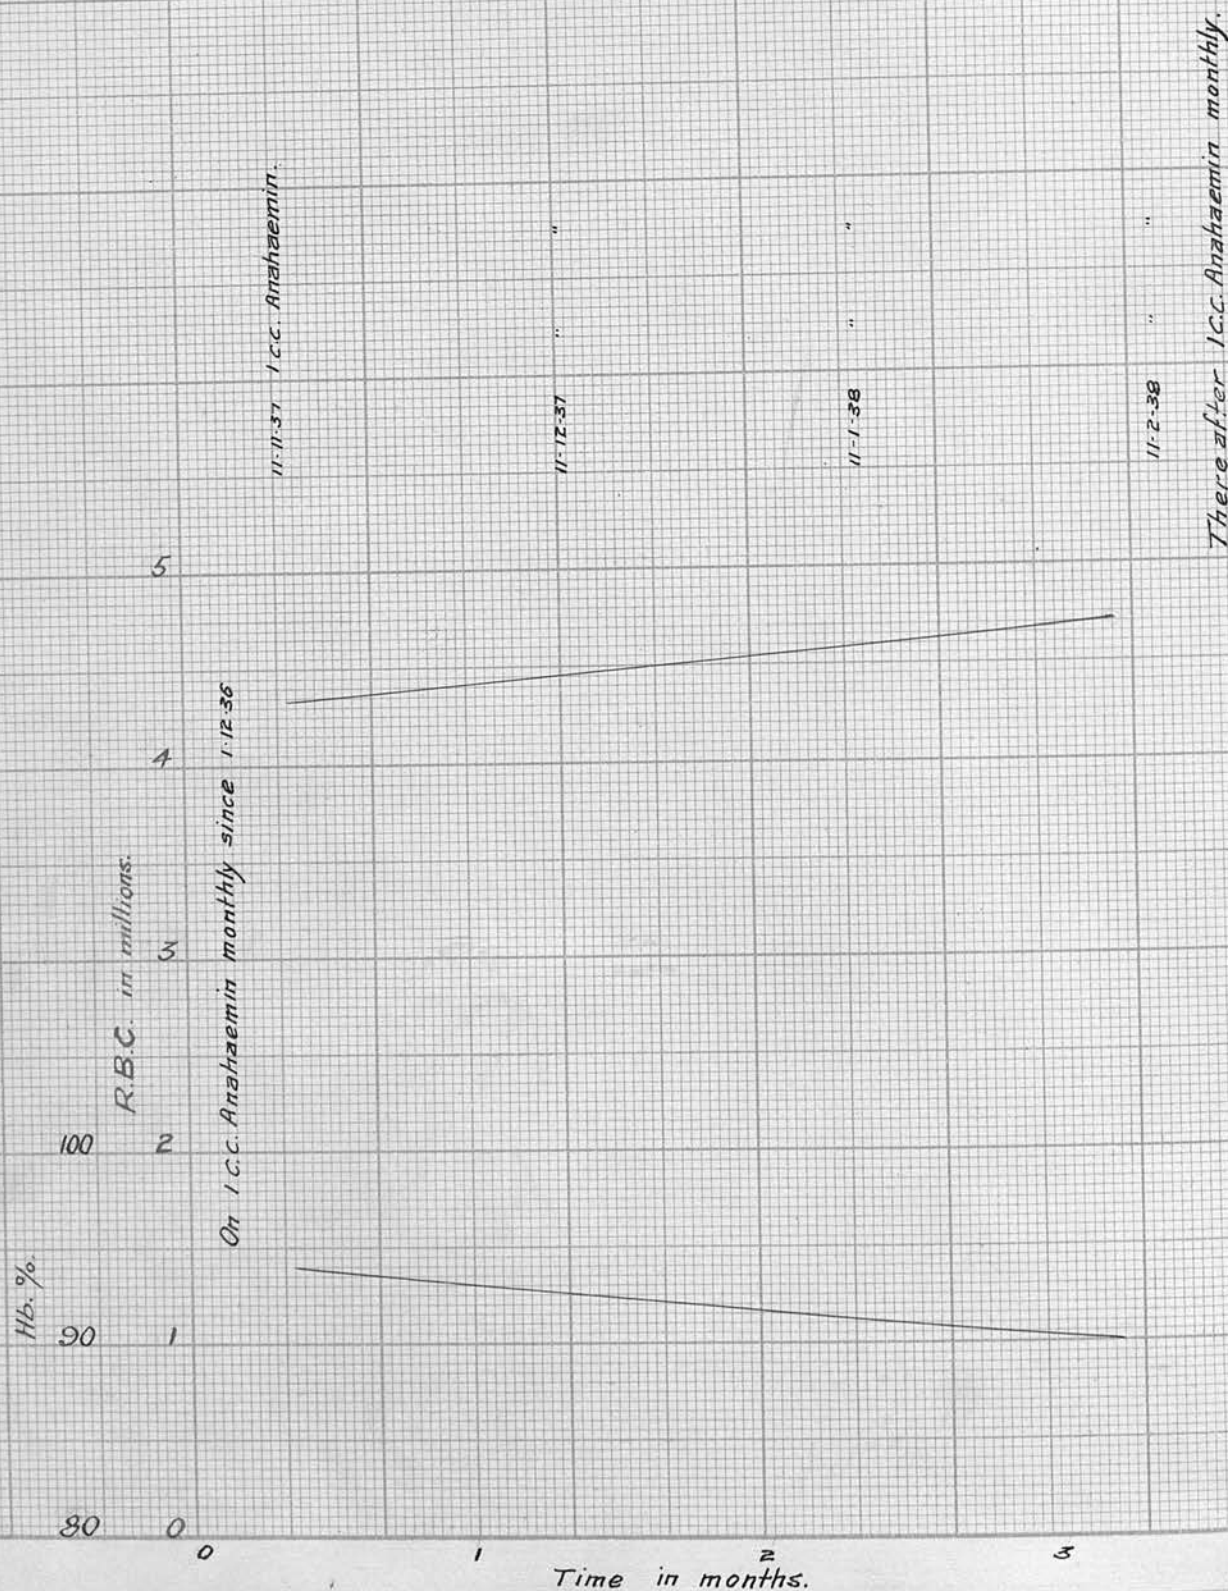 There after 1 C.C. Anahaemin monthly.
11·11·37 1 C.C. Anahaemin.
11·12·37 " "
11·1·38 " "
11·2·38 " "
On 1 C.C. Anahaemin monthly since 1·12·36
R.B.C. in millions.
Hb. %.
5
4
3
100 2
90 1
80 0
0 1 2 3
Time in months.